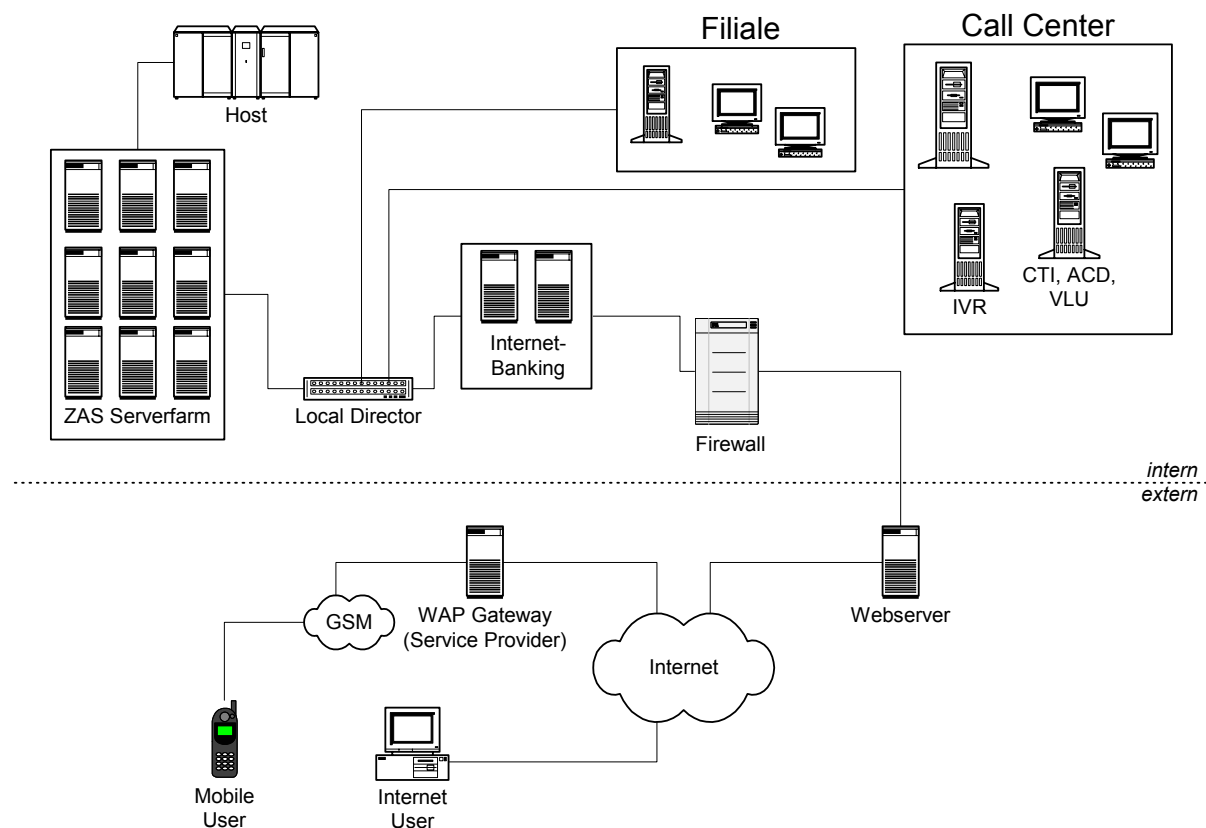 Filiale
Call Center
Host
CTI, ACD,
VLU
IVR
Internet-
Banking
ZAS Serverfarm
Local Director
Firewall
intern
extern
GSM
WAP Gateway
(Service Provider)
Webserver
Internet
Mobile
User
Internet
User